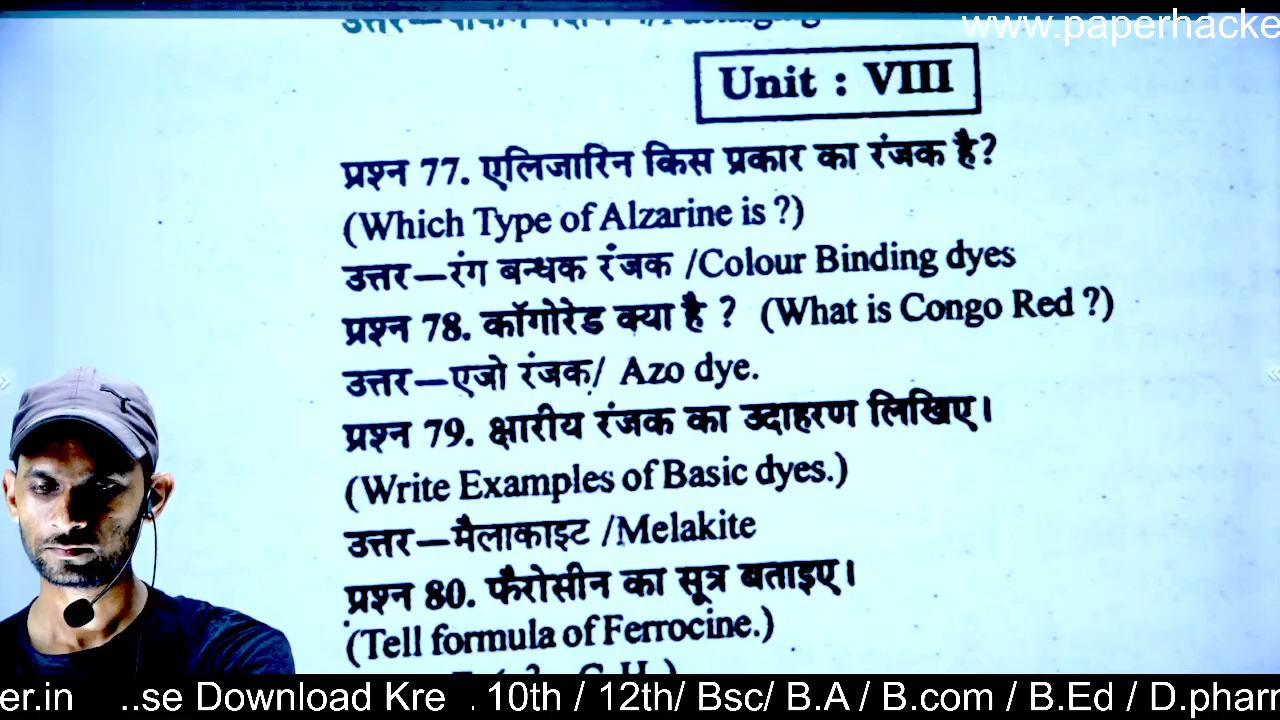 उत्तर—
www.paperhacke
Unit : VIII
प्रश्न 77. एलिजारिन किस प्रकार का रंजक है?
(Which Type of Alzarine is ?)
उत्तर—रंग बन्धक रंजक /Colour Binding dyes
प्रश्न 78. कॉगोरेड क्या है ? (What is Congo Red ?)
उत्तर—एजो रंजक/ Azo dye.
प्रश्न 79. क्षारीय रंजक का उदाहरण लिखिए।
(Write Examples of Basic dyes.)
उत्तर—मैलाकाइट /Melakite
प्रश्न 80. फैरोसीन का सूत्र बताइए।
(Tell formula of Ferrocine.)
er.in ..se Download Kre . 10th / 12th/ Bsc/ B.A / B.com / B.Ed / D.pharr